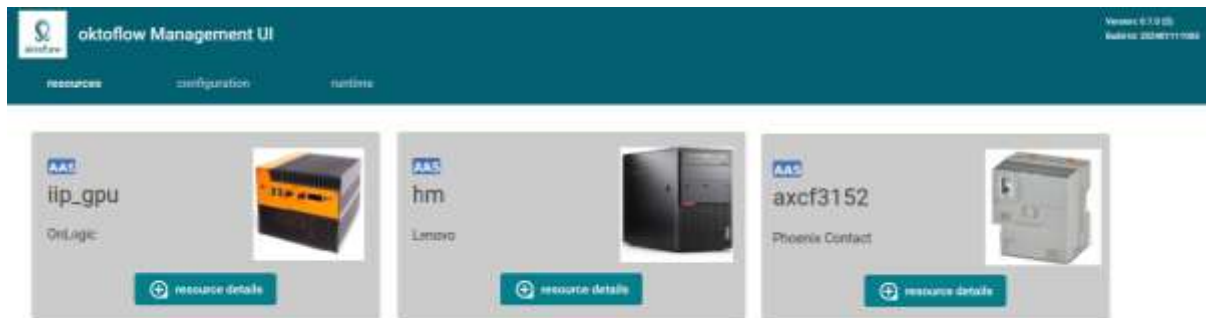 oktoflow Management UI
oktoflow
resources configuration runtime
AAS
iip_gpu
OnLogic
resource details
AAS
hm
Lenovo
resource details
AAS
axcf3152
Phoenix Contact
resource details